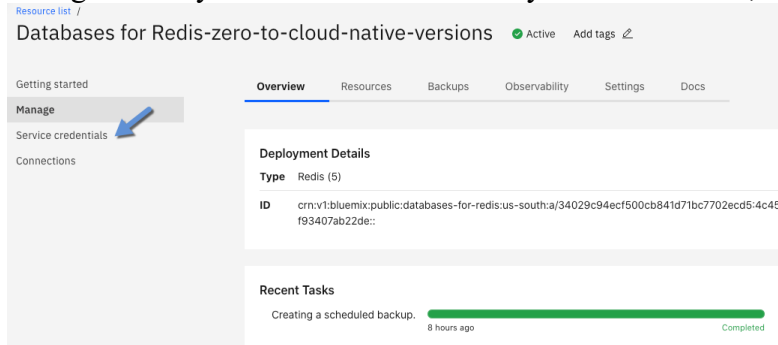 Resource list /
Databases for Redis-zero-to-cloud-native-versions Active Add tags
Getting started
Manage
Service credentials
Connections
Overview Resources Backups Observability Settings Docs
Deployment Details
Type Redis (5)
ID crn:v1:bluemix:public:databases-for-redis:us-south:a/34029c94ecf500cb841d71bc7702ecd5:4c45
f93407ab22de::
Recent Tasks
Creating a scheduled backup.
8 hours ago Completed